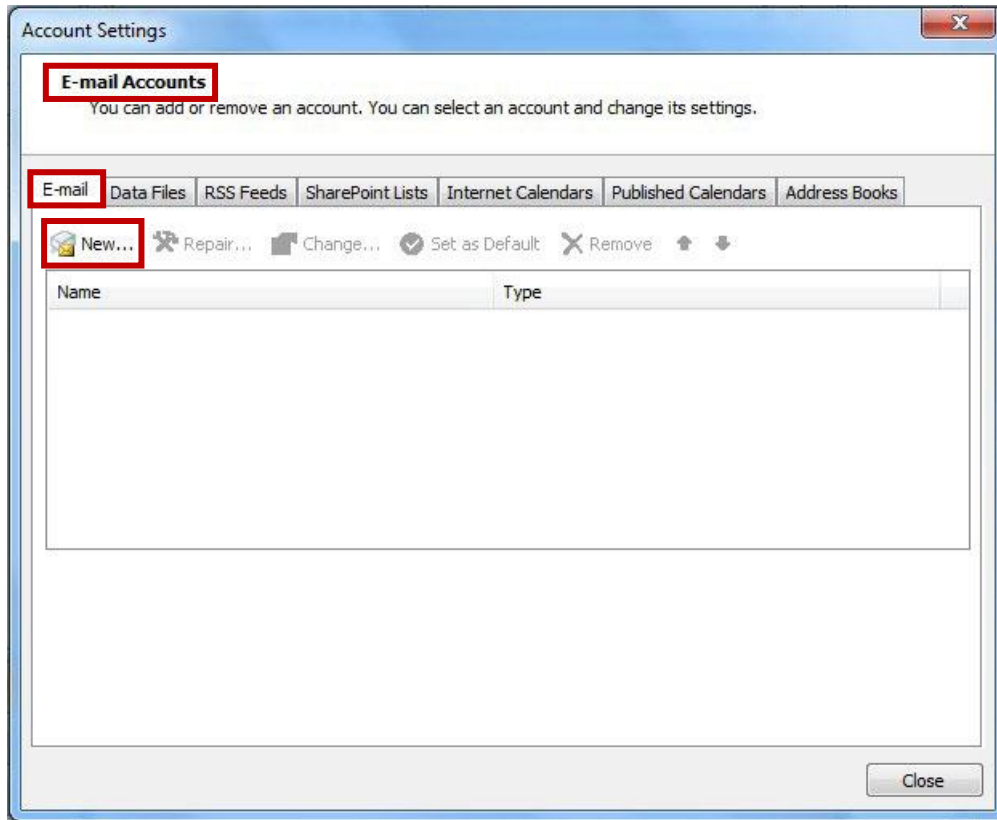 Account Settings
E-mail Accounts
You can add or remove an account. You can select an account and change its settings.
E-mail Data Files RSS Feeds SharePoint Lists Internet Calendars Published Calendars Address Books
New... Repair... Change... Set as Default Remove
Name Type
Close